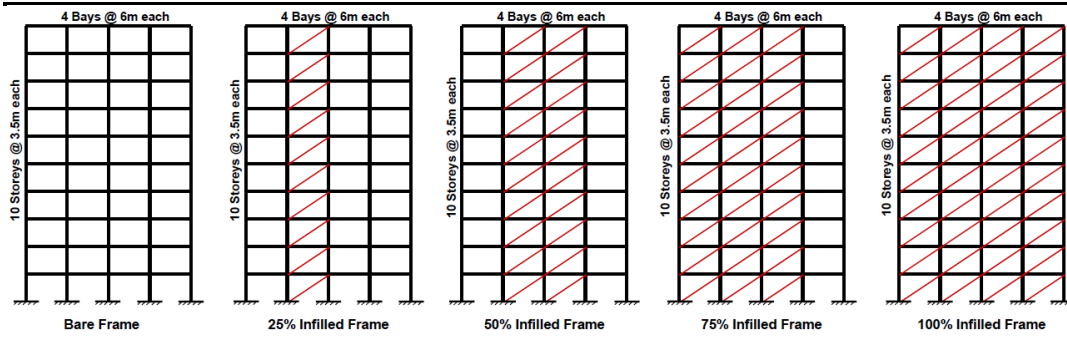 4 Bays @ 6m each
4 Bays @ 6m each
4 Bays @ 6m each
4 Bays @ 6m each
4 Bays @ 6m each
10 Storeys @ 3.5m each
10 Storeys @ 3.5m each
10 Storeys @ 3.5m each
10 Storeys @ 3.5m each
10 Storeys @ 3.5m each
Bare Frame
25% Infilled Frame
50% Infilled Frame
75% Infilled Frame
100% Infilled Frame